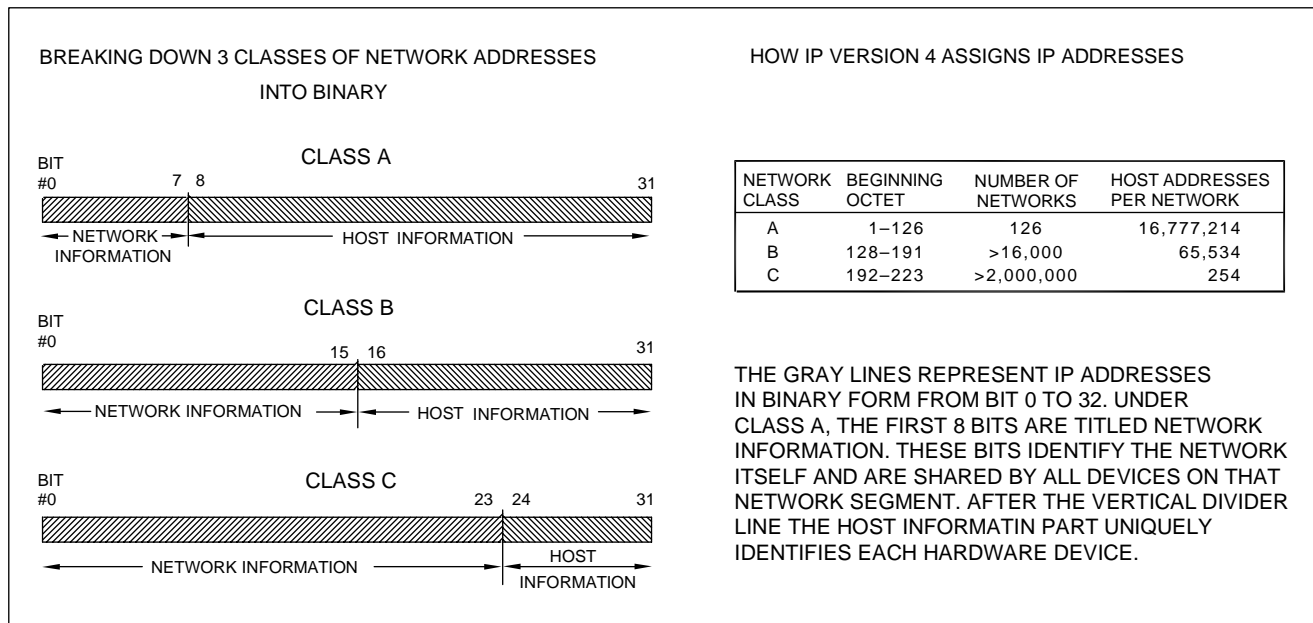 BREAKING DOWN 3 CLASSES OF NETWORK ADDRESSES
INTO BINARY
CLASS A
BIT
#0
7
8
31
NETWORK
INFORMATION
HOST INFORMATION
CLASS B
BIT
#0
15
16
31
NETWORK INFORMATION
HOST INFORMATION
CLASS C
BIT
#0
23
24
31
NETWORK INFORMATION
HOST
INFORMATION
HOW IP VERSION 4 ASSIGNS IP ADDRESSES
NETWORK BEGINNING NUMBER OF HOST ADDRESSES
CLASS OCTET NETWORKS PER NETWORK
A 1–126 126 16,777,214
B 128–191 >16,000 65,534
C 192–223 >2,000,000 254
THE GRAY LINES REPRESENT IP ADDRESSES
IN BINARY FORM FROM BIT 0 TO 32. UNDER
CLASS A, THE FIRST 8 BITS ARE TITLED NETWORK
INFORMATION. THESE BITS IDENTIFY THE NETWORK
ITSELF AND ARE SHARED BY ALL DEVICES ON THAT
NETWORK SEGMENT. AFTER THE VERTICAL DIVIDER
LINE THE HOST INFORMATIN PART UNIQUELY
IDENTIFIES EACH HARDWARE DEVICE.